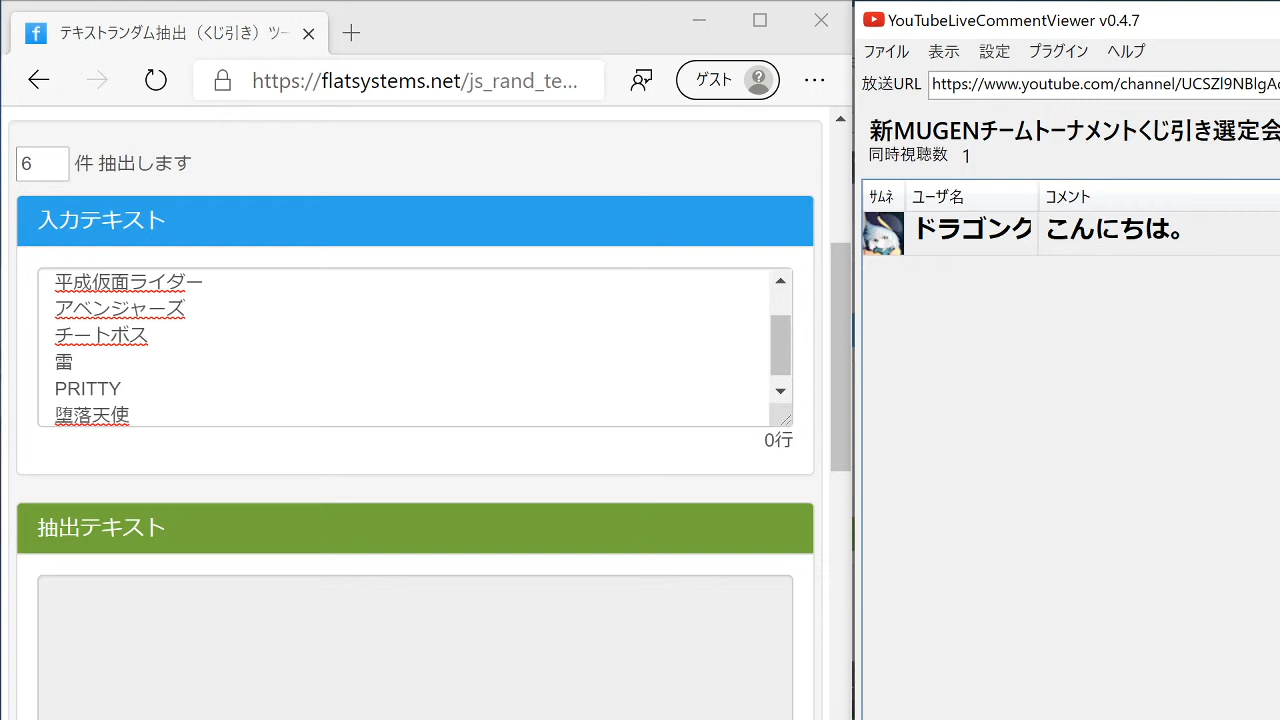 テキストランダム抽出（くじ引き）ツー
https://flatsystems.net/js_rand_te...
ゲスト
6 件 抽出します
入力テキスト
平成仮面ライダー
アベンジャーズ
チートボス
雷
PRITTY
堕落天使
0行
抽出テキスト
YouTubeLiveCommentViewer v0.4.7
ファイル 表示 設定 プラグイン ヘルプ
放送URL https://www.youtube.com/channel/UCSZl9NBlgA
新MUGENチームトーナメントくじ引き選定会
同時視聴数 1
サムネ ユーザ名 コメント
ドラゴンク こんにちは。